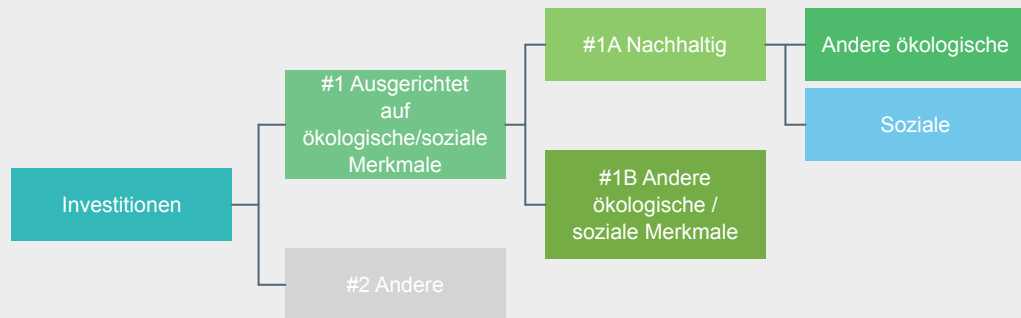 Investitionen
#1 Ausgerichtet
auf
ökologische/soziale
Merkmale
#2 Andere
#1A Nachhaltig
#1B Andere
ökologische /
soziale Merkmale
Andere ökologische
Soziale